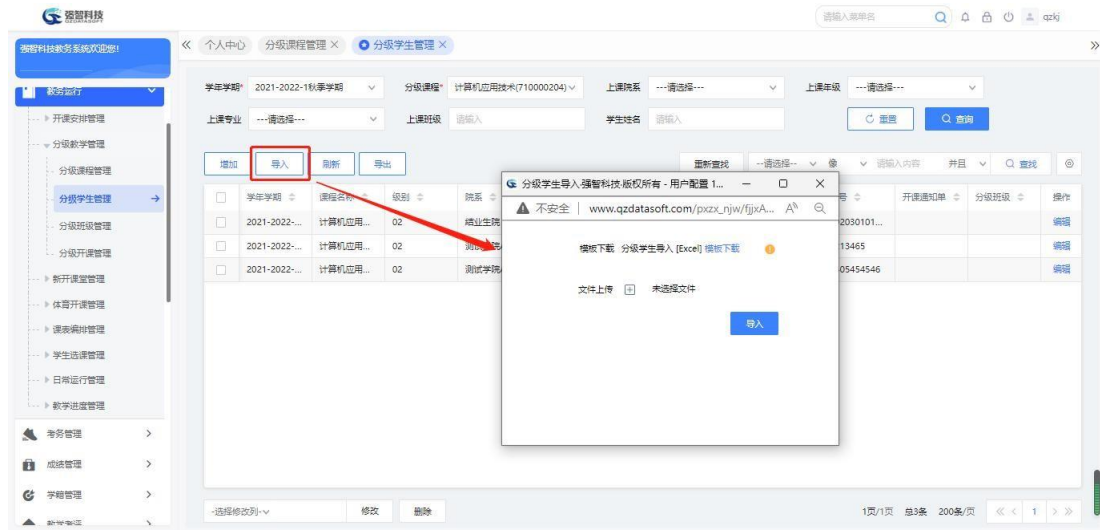 强智科技
QZDATASOFT
请输入菜单名
qzkj
强智科技教务系统欢迎您!
个人中心 分级课程管理 × 分级学生管理 ×
教务运行
开课安排管理
分级教学管理
分级课程管理
分级学生管理
分级班级管理
分级开课管理
新开课堂管理
体育开课管理
课表编排管理
学生选课管理
日常运行管理
教学进度管理
考务管理
成绩管理
学籍管理
教学考评
学年学期* 2021-2022-1秋季学期 分级课程* 计算机应用技术(710000204) 上课院系 ---请选择--- 上课年级 ---请选择---
上课专业 ---请选择--- 上课班级 请输入 学生姓名 请输入 重置 查询
增加 导入 刷新 导出 重新查找 --请选择-- 像 请输入内容 并且 查找
学年学期 课程名称 级别 院系 号 开课通知单 分级班级 操作
2021-2022-... 计算机应用... 02 结业生院 2030101... 编辑
2021-2022-... 计算机应用... 02 测试学院 13465 编辑
2021-2022-... 计算机应用... 02 测试学院 05454546 编辑
分级学生导入-强智科技-版权所有 - 用户配置 1...
不安全 www.qzdatasoft.com/pxzx_njw/fjjxA...
模板下载 分级学生导入 [Excel] 模板下载
文件上传 未选择文件
导入
-选择修改列- 修改 删除 1页/1页 总3条 200条/页 1